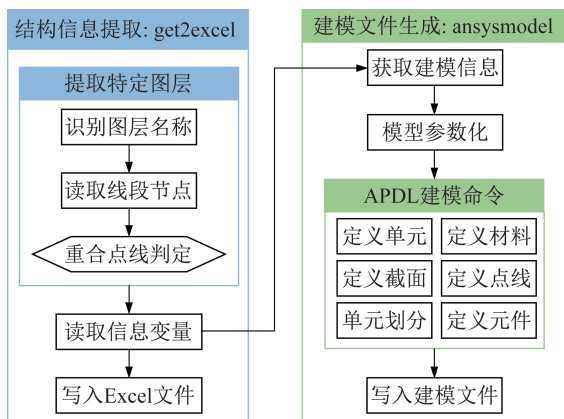 结构信息提取: get2excel
提取特定图层
识别图层名称
读取线段节点
重合点线判定
读取信息变量
写入Excel文件
建模文件生成: ansysmodel
获取建模信息
模型参数化
APDL建模命令
定义单元 定义材料
定义截面 定义点线
单元划分 定义元件
写入建模文件